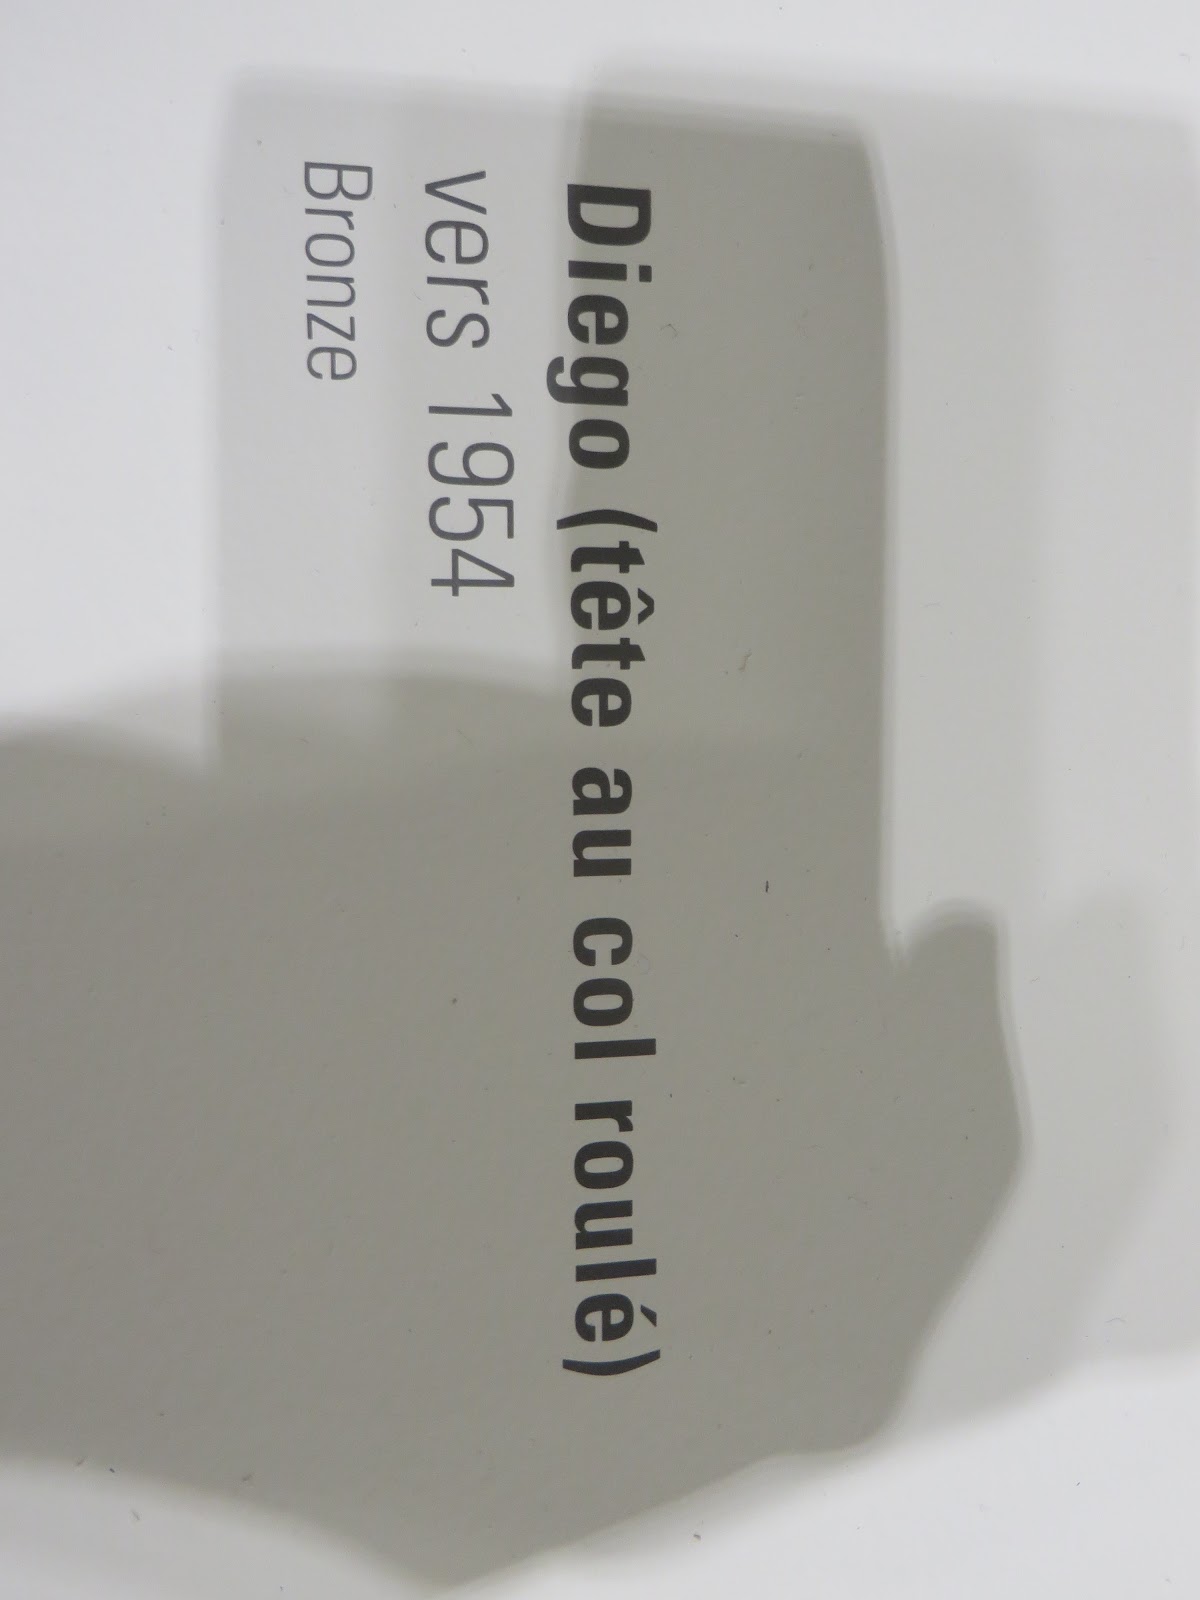 Diego (tête au col roulé)
vers 1954
Bronze